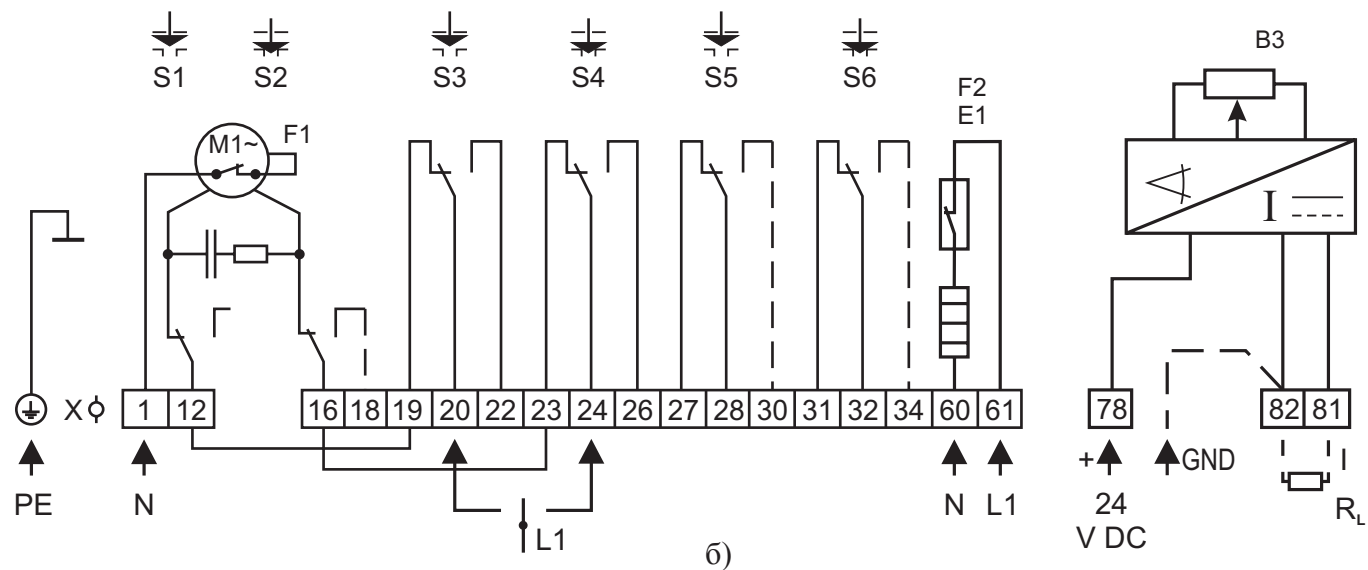 S1 S2 S3 S4 S5 S6
B3
F2
E1
M1~ F1
I
X 1 12 16 18 19 20 22 23 24 26 27 28 30 31 32 34 60 61 78 82 81
PE N L1 N L1 + 24 V DC GND I R_L
б)